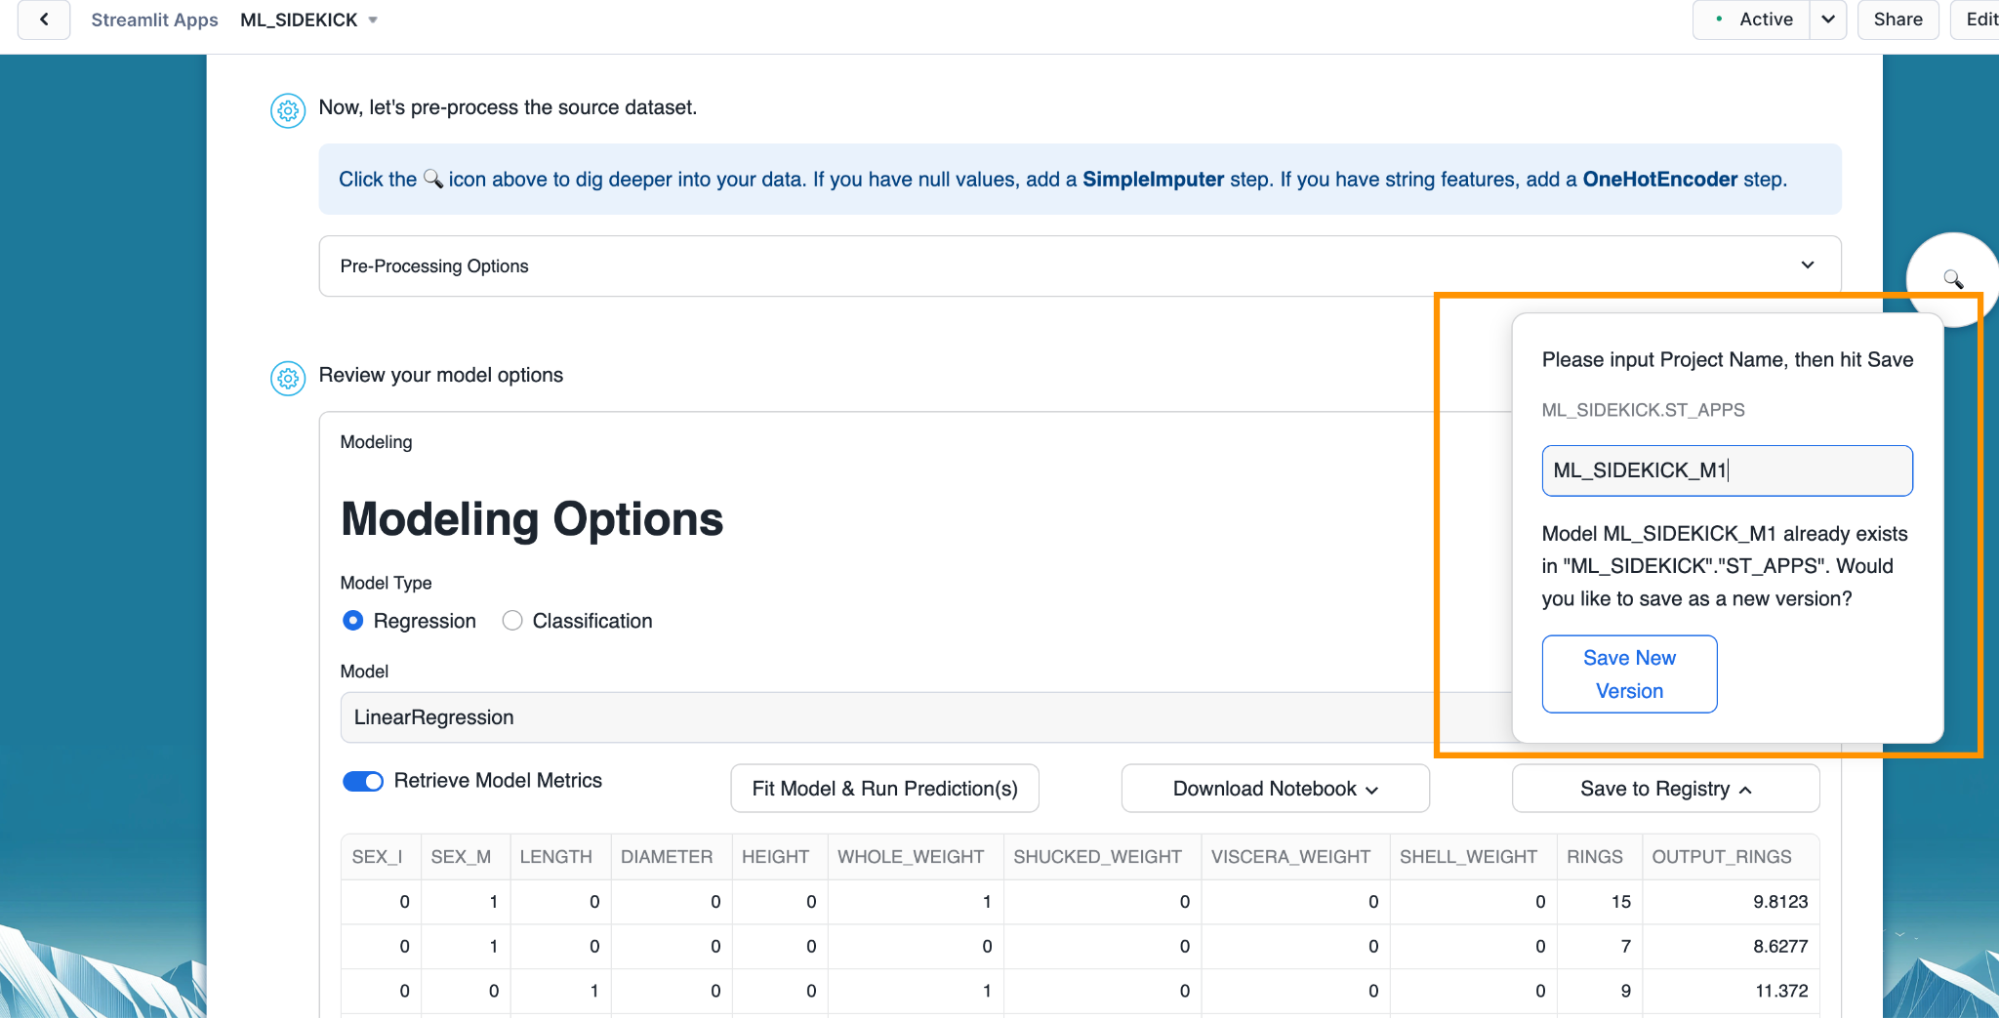 Streamlit Apps ML_SIDEKICK
Active Share Edit
Now, let's pre-process the source dataset.
Click the 🔍 icon above to dig deeper into your data. If you have null values, add a SimpleImputer step. If you have string features, add a OneHotEncoder step.
Pre-Processing Options
Please input Project Name, then hit Save
ML_SIDEKICK.ST_APPS
ML_SIDEKICK_M1
Model ML_SIDEKICK_M1 already exists
in "ML_SIDEKICK"."ST_APPS". Would
you like to save as a new version?
Save New
Version
Review your model options
Modeling
Modeling Options
Model Type
Regression Classification
Model
LinearRegression
Retrieve Model Metrics Fit Model & Run Prediction(s) Download Notebook Save to Registry
SEX_I SEX_M LENGTH DIAMETER HEIGHT WHOLE_WEIGHT SHUCKED_WEIGHT VISCERA_WEIGHT SHELL_WEIGHT RINGS OUTPUT_RINGS
0 1 0 0 0 1 0 0 0 15 9.8123
0 1 0 0 0 0 0 0 0 7 8.6277
0 0 1 0 0 1 0 0 0 9 11.372